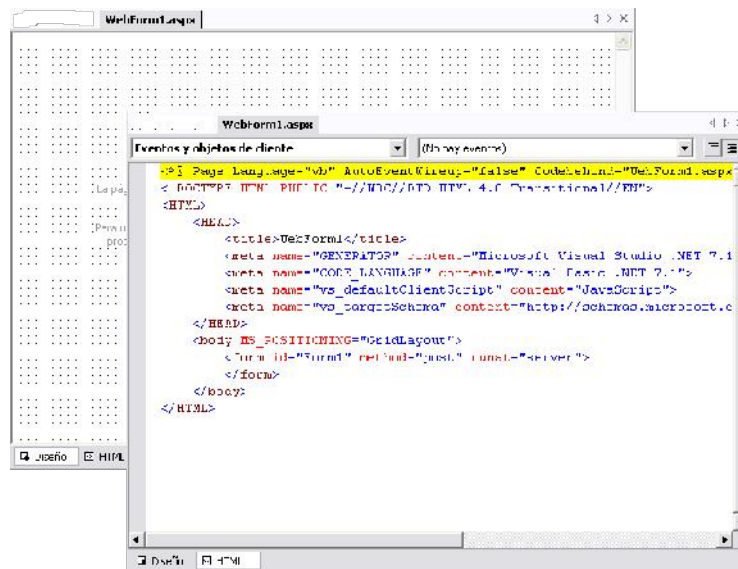 WebForm1.aspx
La pág
Para u
prop
Diseño HTML
WebForm1.aspx
Eventos y objetos de cliente (No hay eventos)
<%@ Page Language="vb" AutoEventWireup="false" Codebehind="WebForm1.aspx
<!DOCTYPE HTML PUBLIC "-//W3C//DTD HTML 4.0 Transitional//EN">
<HTML>
<HEAD>
<title>WebForm1</title>
<meta name="GENERATOR" content="Microsoft Visual Studio .NET 7.1
<meta name="CODE_LANGUAGE" content="Visual Basic .NET 7.1">
<meta name="vs_defaultClientScript" content="JavaScript">
<meta name="vs_targetSchema" content="http://schemas.microsoft.c
</HEAD>
<body MS_POSITIONING="GridLayout">
<form id="Form1" method="post" runat="server">
</form>
</body>
</HTML>
Diseño HTML